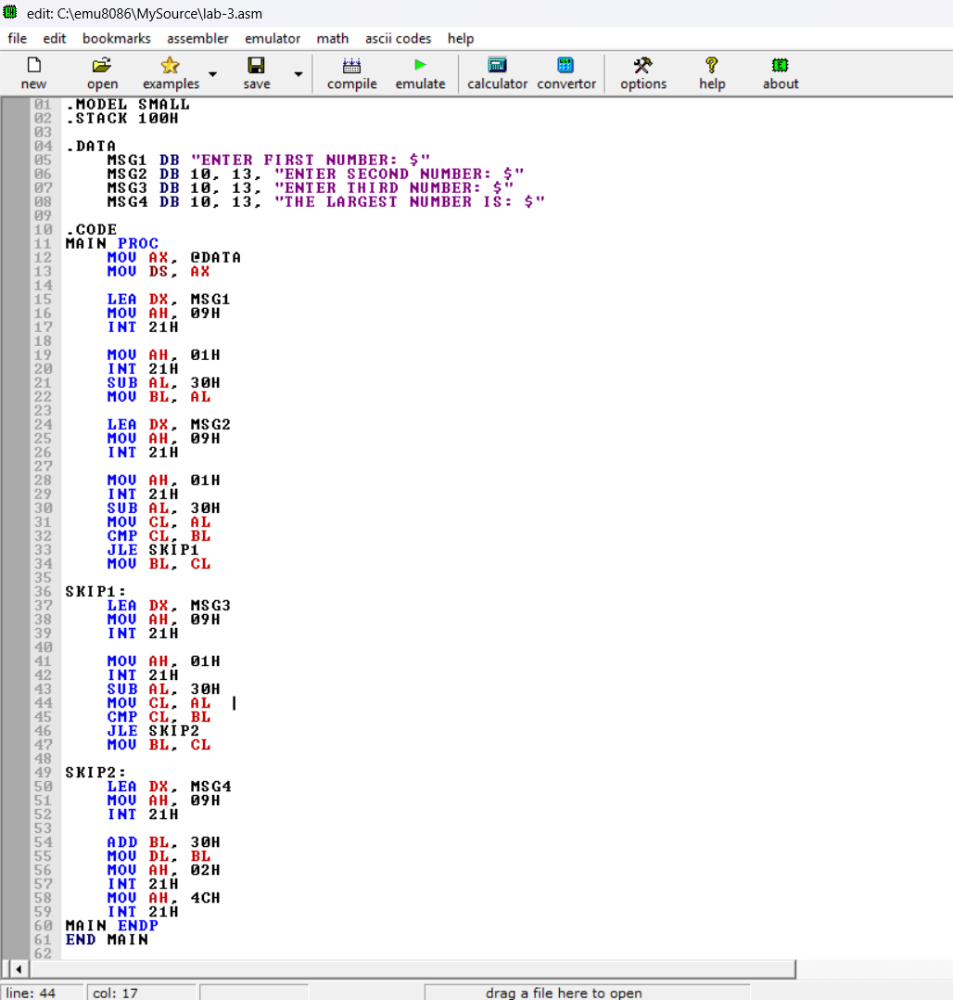 edit: C:\emu8086\MySource\lab-3.asm
file edit bookmarks assembler emulator math ascii codes help
new open examples save compile emulate calculator convertor options help about
01 .MODEL SMALL
02 .STACK 100H
03
04 .DATA
05     MSG1 DB "ENTER FIRST NUMBER: $"
06     MSG2 DB 10, 13, "ENTER SECOND NUMBER: $"
07     MSG3 DB 10, 13, "ENTER THIRD NUMBER: $"
08     MSG4 DB 10, 13, "THE LARGEST NUMBER IS: $"
09
10 .CODE
11 MAIN PROC
12     MOV AX, @DATA
13     MOV DS, AX
14
15     LEA DX, MSG1
16     MOV AH, 09H
17     INT 21H
18
19     MOV AH, 01H
20     INT 21H
21     SUB AL, 30H
22     MOV BL, AL
23
24     LEA DX, MSG2
25     MOV AH, 09H
26     INT 21H
27
28     MOV AH, 01H
29     INT 21H
30     SUB AL, 30H
31     MOV CL, AL
32     CMP CL, BL
33     JLE SKIP1
34     MOV BL, CL
35
36 SKIP1:
37     LEA DX, MSG3
38     MOV AH, 09H
39     INT 21H
40
41     MOV AH, 01H
42     INT 21H
43     SUB AL, 30H
44     MOV CL, AL
45     CMP CL, BL
46     JLE SKIP2
47     MOV BL, CL
48
49 SKIP2:
50     LEA DX, MSG4
51     MOV AH, 09H
52     INT 21H
53
54     ADD BL, 30H
55     MOV DL, BL
56     MOV AH, 02H
57     INT 21H
58     MOV AH, 4CH
59     INT 21H
60 MAIN ENDP
61 END MAIN
62
line: 44 col: 17 drag a file here to open